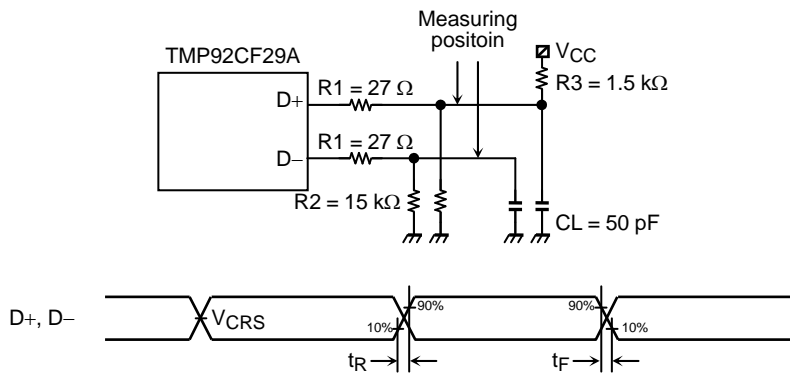 Measuring
positoin
TMP92CF29A
VCC
R3 = 1.5 kΩ
R1 = 27 Ω
D+
R1 = 27 Ω
D−
R2 = 15 kΩ
CL = 50 pF
D+, D−
VCRS
90%
10%
90%
10%
tR
tF